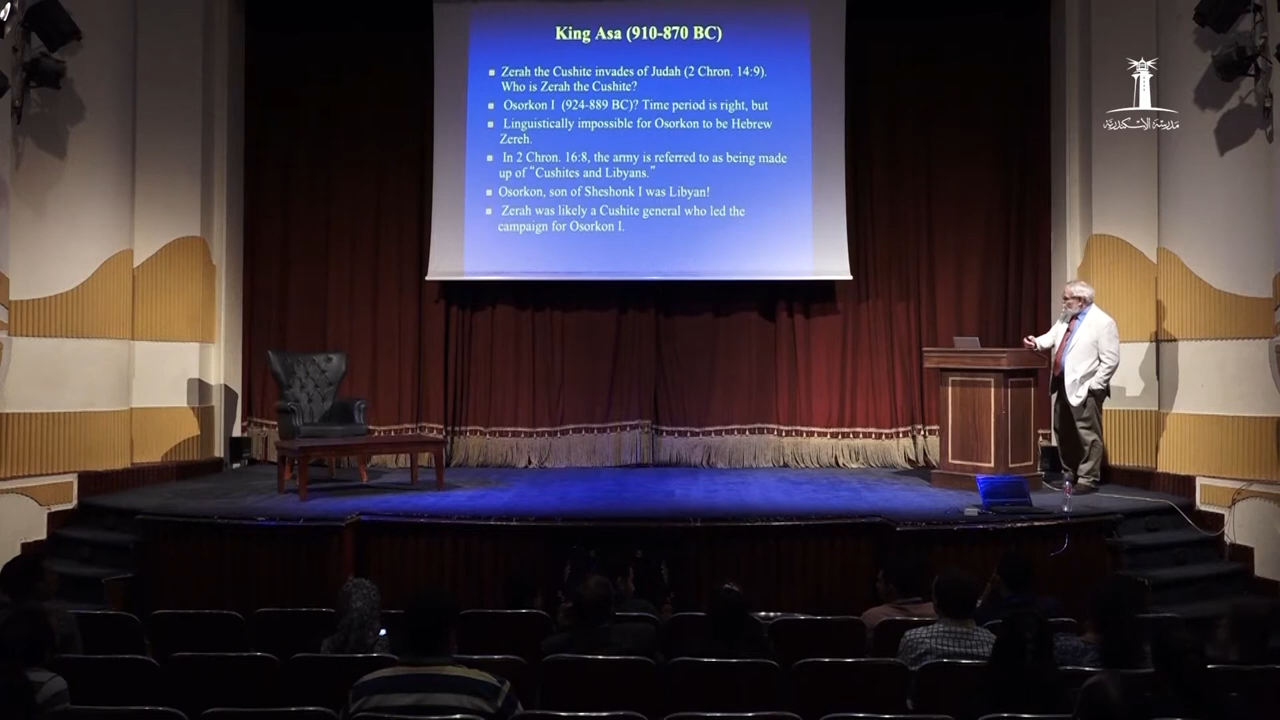 King Asa (910-870 BC)
Zerah the Cushite invades of Judah (2 Chron. 14:9).
Who is Zerah the Cushite?
Osorkon I (924-889 BC)? Time period is right, but
Linguistically impossible for Osorkon to be Hebrew
Zereh.
In 2 Chron. 16:8, the army is referred to as being made
up of "Cushites and Libyans."
Osorkon, son of Sheshonk I was Libyan!
Zerah was likely a Cushite general who led the
campaign for Osorkon I.
مدرسة الإسكندرية